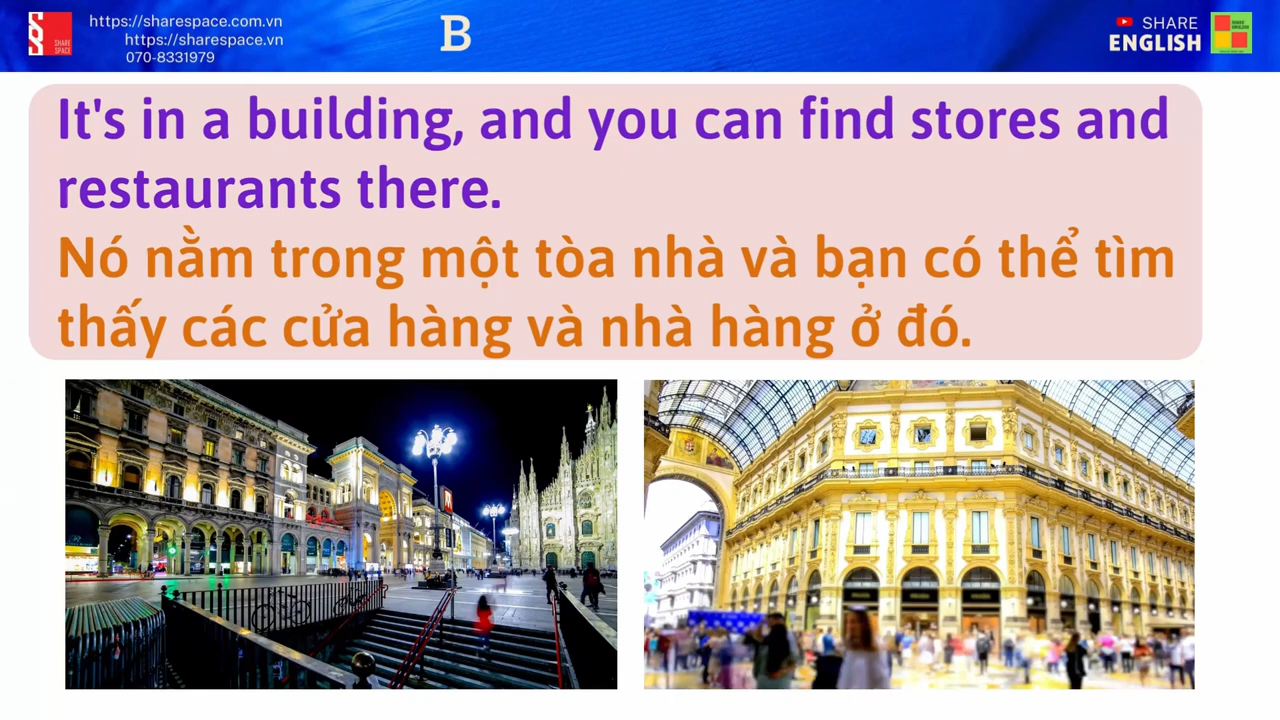 https://sharespace.com.vn
https://sharespace.vn
070-8331979
SHARE
SPACE
B
SHARE
ENGLISH
It's in a building, and you can find stores and
restaurants there.
Nó nằm trong một tòa nhà và bạn có thể tìm
thấy các cửa hàng và nhà hàng ở đó.